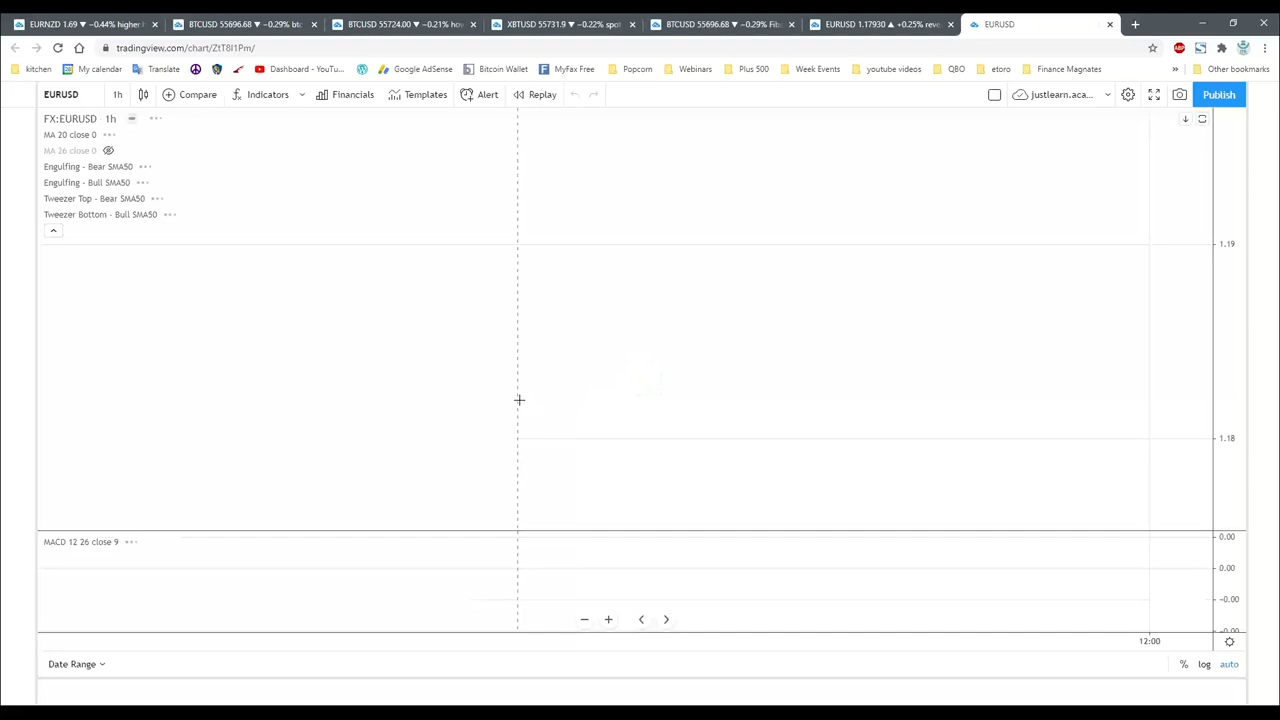 EURNZD 1.69 ▼ −0.44% higher
BTCUSD 55696.68 ▼ −0.29% btc
BTCUSD 55724.00 ▼ −0.21% how
XBTUSD 55731.9 ▼ −0.22% spot
BTCUSD 55696.68 ▼ −0.29% Fib
EURUSD 1.17930 ▲ +0.25% reve
EURUSD
tradingview.com/chart/ZtT8I1Pm/
kitchen
My calendar
Translate
Dashboard - YouTu...
Google AdSense
Bitcoin Wallet
MyFax Free
Popcorn
Webinars
Plus 500
Week Events
youtube videos
QBO
etoro
Finance Magnates
»
Other bookmarks
EURUSD
1h
Compare
Indicators
Financials
Templates
Alert
Replay
justlearn.aca...
Publish
FX:EURUSD · 1h
MA 20 close 0
MA 26 close 0
Engulfing - Bear SMA50
Engulfing - Bull SMA50
Tweezer Top - Bear SMA50
Tweezer Bottom - Bull SMA50
1.19
1.18
MACD 12 26 close 9
0.00
0.00
−0.00
−0.00
12:00
Date Range
%
log
auto